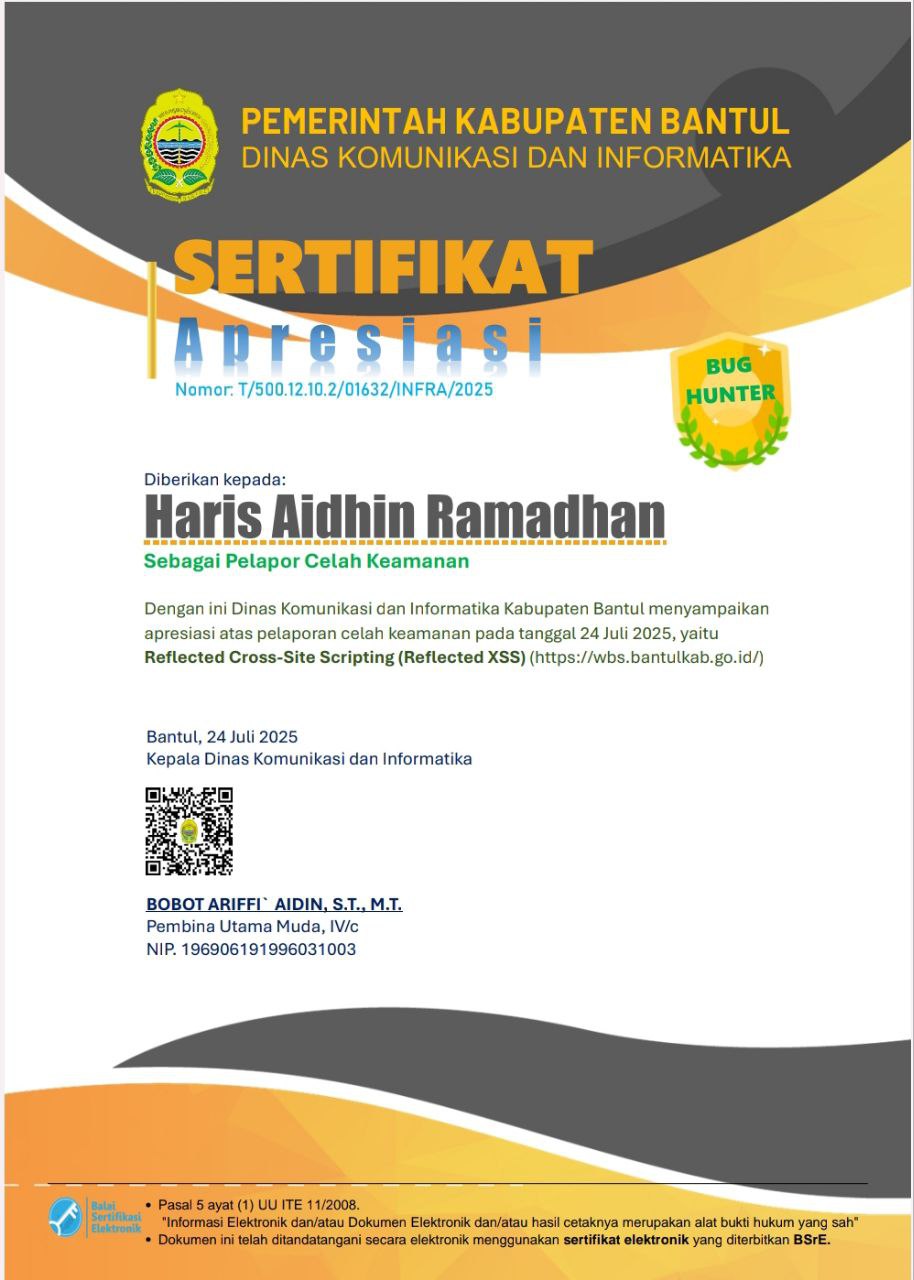 PEMERINTAH KABUPATEN BANTUL
DINAS KOMUNIKASI DAN INFORMATIKA
SERTIFIKAT
Apresiasi
Nomor: T/500.12.10.2/01632/INFRA/2025
BUG
HUNTER
Diberikan kepada:
Haris Aidhin Ramadhan
Sebagai Pelapor Celah Keamanan
Dengan ini Dinas Komunikasi dan Informatika Kabupaten Bantul menyampaikan
apresiasi atas pelaporan celah keamanan pada tanggal 24 Juli 2025, yaitu
Reflected Cross-Site Scripting (Reflected XSS) (https://wbs.bantulkab.go.id/)
Bantul, 24 Juli 2025
Kepala Dinas Komunikasi dan Informatika
BOBOT ARIFFI` AIDIN, S.T., M.T.
Pembina Utama Muda, IV/c
NIP. 196906191996031003
Balai
Sertifikasi
Elektronik
• Pasal 5 ayat (1) UU ITE 11/2008.
"Informasi Elektronik dan/atau Dokumen Elektronik dan/atau hasil cetaknya merupakan alat bukti hukum yang sah"
• Dokumen ini telah ditandatangani secara elektronik menggunakan sertifikat elektronik yang diterbitkan BSrE.